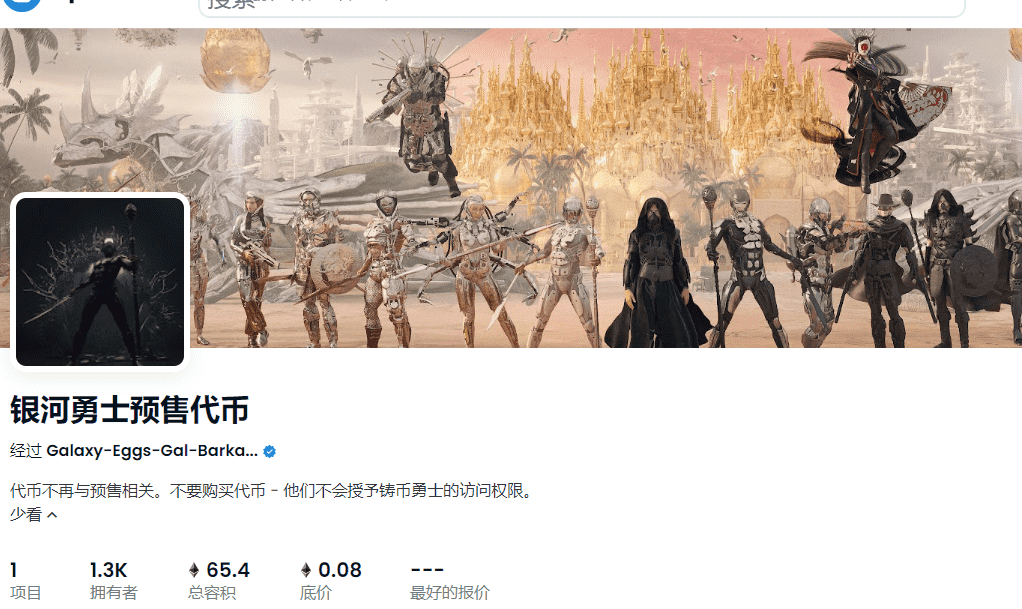 搜索
银河勇士预售代币
经过 Galaxy-Eggs-Gal-Barka...
代币不再与预售相关。不要购买代币 - 他们不会授予铸币勇士的访问权限。
少看
1 1.3K 65.4 0.08 ---
项目 拥有者 总容积 底价 最好的报价